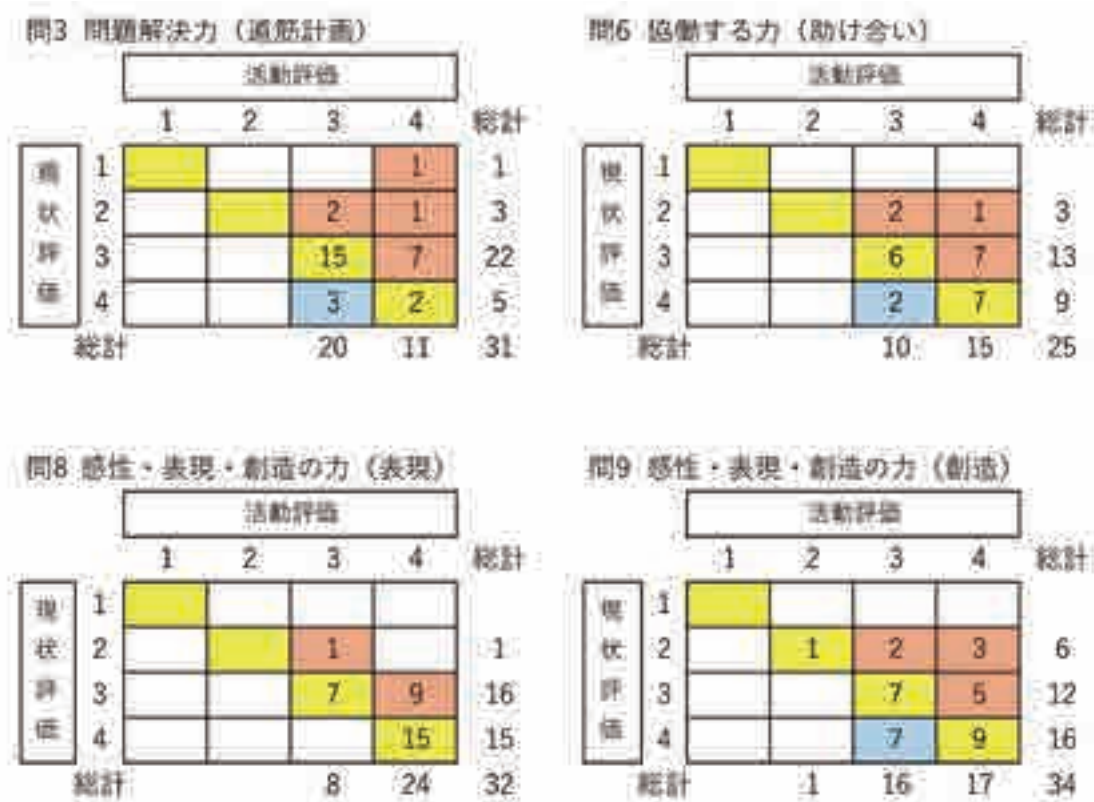 問3 問題解決力（道筋計画）
活動評価
1 2 3 4 総計
現状評価
1 1 1
2 2 1 3
3 15 7 22
4 3 2 5
総計 20 11 31
問6 協働する力（助け合い）
活動評価
1 2 3 4 総計
現状評価
1
2 2 1 3
3 6 7 13
4 2 7 9
総計 10 15 25
問8 感性・表現・創造の力（表現）
活動評価
1 2 3 4 総計
現状評価
1
2 1 1
3 7 9 16
4 15 15
総計 8 24 32
問9 感性・表現・創造の力（創造）
活動評価
1 2 3 4 総計
現状評価
1
2 1 2 3 6
3 7 5 12
4 7 9 16
総計 1 16 17 34